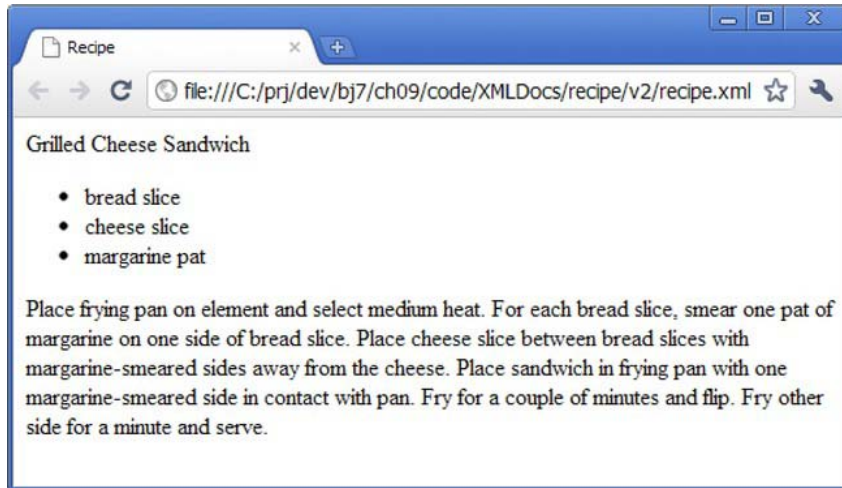 Recipe
file:///C:/prj/dev/bj7/ch09/code/XMLDocs/recipe/v2/recipe.xml
Grilled Cheese Sandwich
• bread slice
• cheese slice
• margarine pat
Place frying pan on element and select medium heat. For each bread slice, smear one pat of
margarine on one side of bread slice. Place cheese slice between bread slices with
margarine-smeared sides away from the cheese. Place sandwich in frying pan with one
margarine-smeared side in contact with pan. Fry for a couple of minutes and flip. Fry other
side for a minute and serve.